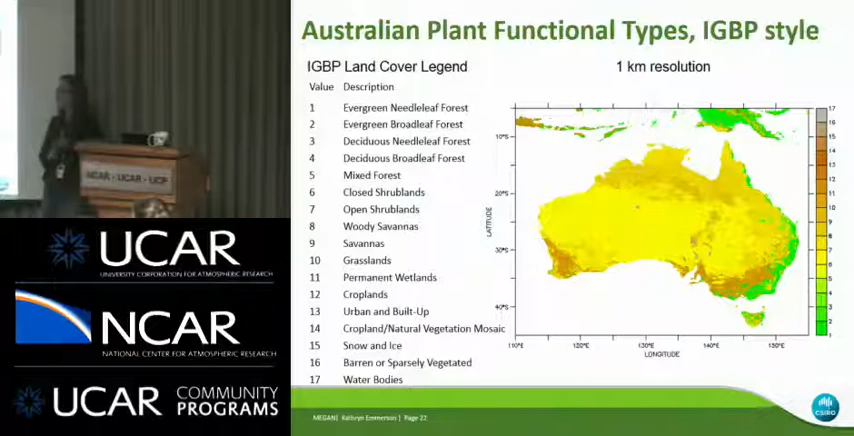 Australian Plant Functional Types, IGBP style
IGBP Land Cover Legend
1 km resolution
Value Description
1 Evergreen Needleleaf Forest
2 Evergreen Broadleaf Forest
3 Deciduous Needleleaf Forest
4 Deciduous Broadleaf Forest
5 Mixed Forest
6 Closed Shrublands
7 Open Shrublands
8 Woody Savannas
9 Savannas
10 Grasslands
11 Permanent Wetlands
12 Croplands
13 Urban and Built-Up
14 Cropland/Natural Vegetation Mosaic
15 Snow and Ice
16 Barren or Sparsely Vegetated
17 Water Bodies
10°S
20°S
30°S
40°S
LATITUDE
110°E 120°E 130°E 140°E 150°E
LONGITUDE
17
16
15
14
13
12
11
10
9
8
7
6
5
4
3
2
1
NCAR · UCAR · UCP
UCAR
UNIVERSITY CORPORATION FOR ATMOSPHERIC RESEARCH
NCAR
NATIONAL CENTER FOR ATMOSPHERIC RESEARCH
UCAR COMMUNITY
PROGRAMS
MEGAN| Kathryn Emmerson | Page 22
CSIRO